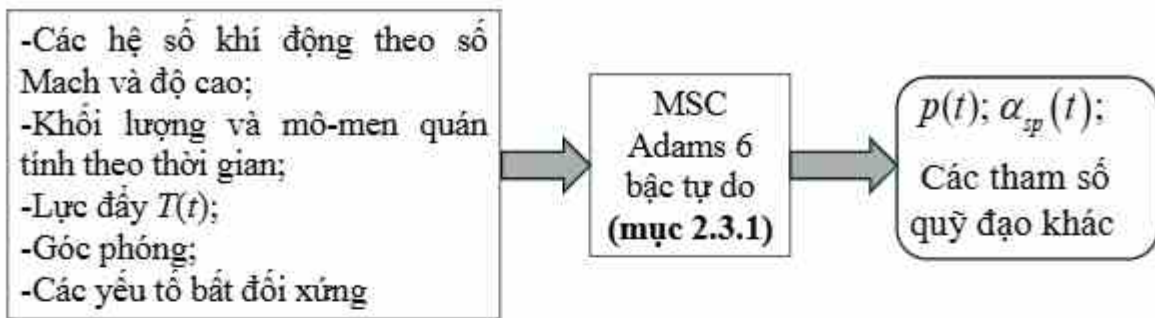 -Các hệ số khí động theo số
Mach và độ cao;
-Khối lượng và mô-men quán
tính theo thời gian;
-Lực đẩy T(t);
-Góc phóng;
-Các yếu tố bất đối xứng
MSC
Adams 6
bậc tự do
(mục 2.3.1)
p(t); α_sp(t);
Các tham số
quỹ đạo khác